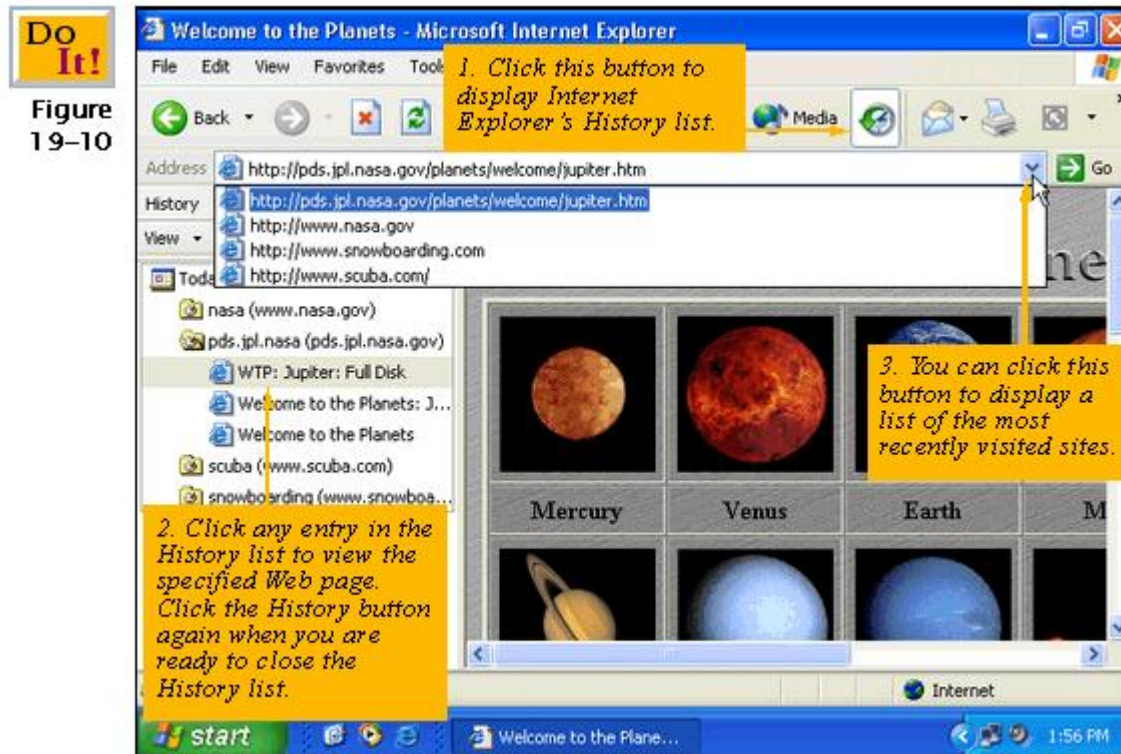 Do
It!
Figure
19–10
Welcome to the Planets - Microsoft Internet Explorer
File Edit View Favorites Tools
1. Click this button to
display Internet
Explorer's History list.
Back
Media
Address http://pds.jpl.nasa.gov/planets/welcome/jupiter.htm
Go
History
http://pds.jpl.nasa.gov/planets/welcome/jupiter.htm
http://www.nasa.gov
View
http://www.snowboarding.com
http://www.scuba.com/
Toda
ne
nasa (www.nasa.gov)
pds.jpl.nasa (pds.jpl.nasa.gov)
WTP: Jupiter: Full Disk
Welcome to the Planets: J...
Welcome to the Planets
scuba (www.scuba.com)
snowboarding (www.snowboa...
3. You can click this
button to display a
list of the most
recently visited sites.
Mercury Venus Earth M
2. Click any entry in the
History list to view the
specified Web page.
Click the History button
again when you are
ready to close the
History list.
Internet
start
Welcome to the Plane...
1:56 PM